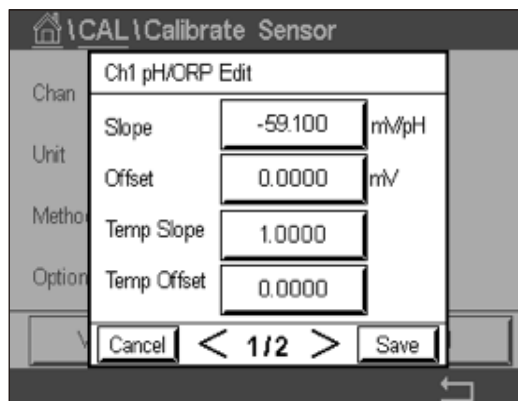 \CAL\Calibrate Sensor
Ch1 pH/ORP Edit
Chan
Slope -59.100 mV/pH
Unit
Offset 0.0000 mV
Temp Slope 1.0000
Option Temp Offset 0.0000
Cancel < 1/2 > Save